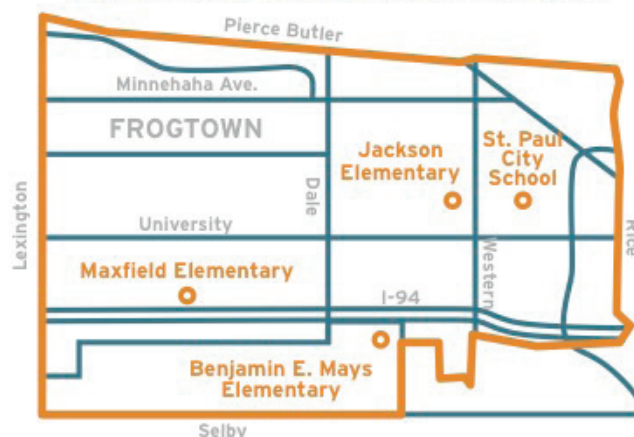 Pierce Butler
Minnehaha Ave.
FROGTOWN
Jackson
Elementary
St. Paul
City
School
Lexington
Dale
University
Western
Rice
Maxfield Elementary
I-94
Benjamin E. Mays
Elementary
Selby